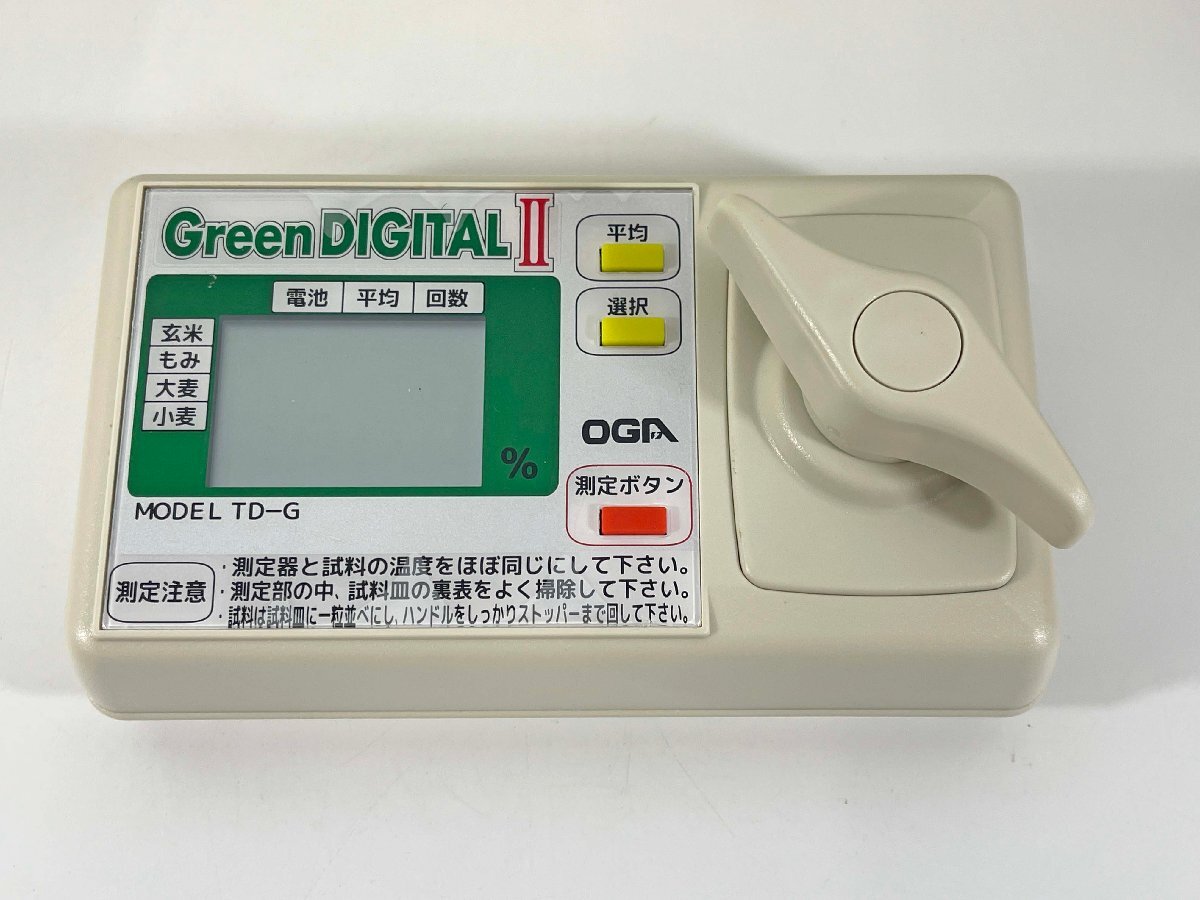 Green DIGITAL II
平均
選択
電池 平均 回数
玄米
もみ
大麦
小麦
%
OGA
測定ボタン
MODEL TD-G
測定注意
・測定器と試料の温度をほぼ同じにして下さい。
・測定部の中、試料皿の裏表をよく掃除して下さい。
・試料は試料皿に一粒並べにし、ハンドルをしっかりストッパーまで回して下さい。